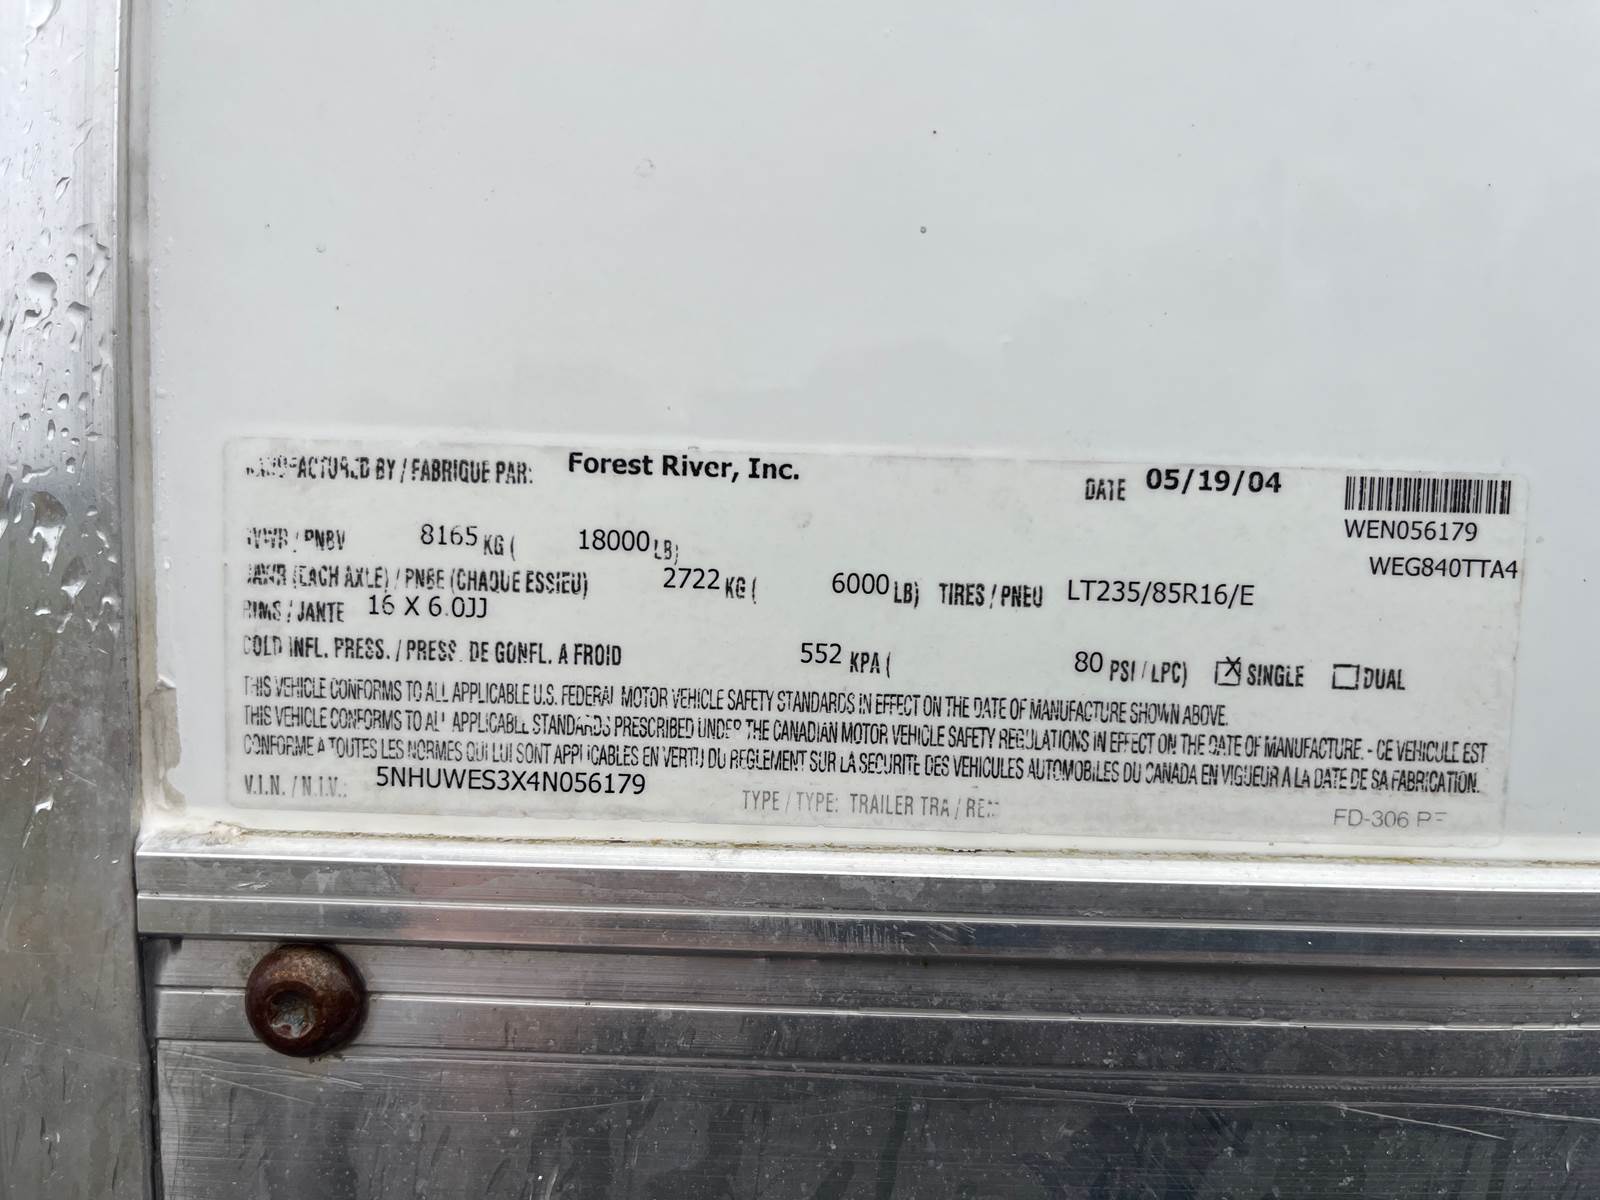 MANUFACTURED BY / FABRIQUE PAR: Forest River, Inc. DATE 05/19/04
WEN056179
GVWR / PNBV 8165 KG ( 18000 LB)
WEG840TTA4
GAWR (EACH AXLE) / PNBE (CHAQUE ESSIEU) 2722 KG ( 6000 LB) TIRES / PNEU LT235/85R16/E
RIMS / JANTE 16 X 6.0JJ
COLD INFL. PRESS. / PRESS. DE GONFL. A FROID 552 KPA ( 80 PSI / LPC) ☒ SINGLE ☐ DUAL
THIS VEHICLE CONFORMS TO ALL APPLICABLE U.S. FEDERAL MOTOR VEHICLE SAFETY STANDARDS IN EFFECT ON THE DATE OF MANUFACTURE SHOWN ABOVE.
THIS VEHICLE CONFORMS TO ALL APPLICABLE STANDARDS PRESCRIBED UNDER THE CANADIAN MOTOR VEHICLE SAFETY REGULATIONS IN EFFECT ON THE DATE OF MANUFACTURE. - CE VEHICULE EST
CONFORME A TOUTES LES NORMES QUI LUI SONT APPLICABLES EN VERTU DU REGLEMENT SUR LA SECURITE DES VEHICULES AUTOMOBILES DU CANADA EN VIGUEUR A LA DATE DE SA FABRICATION.
V.I.N. / N.I.V.: 5NHUWES3X4N056179 TYPE / TYPE: TRAILER TRA / REM FD-306